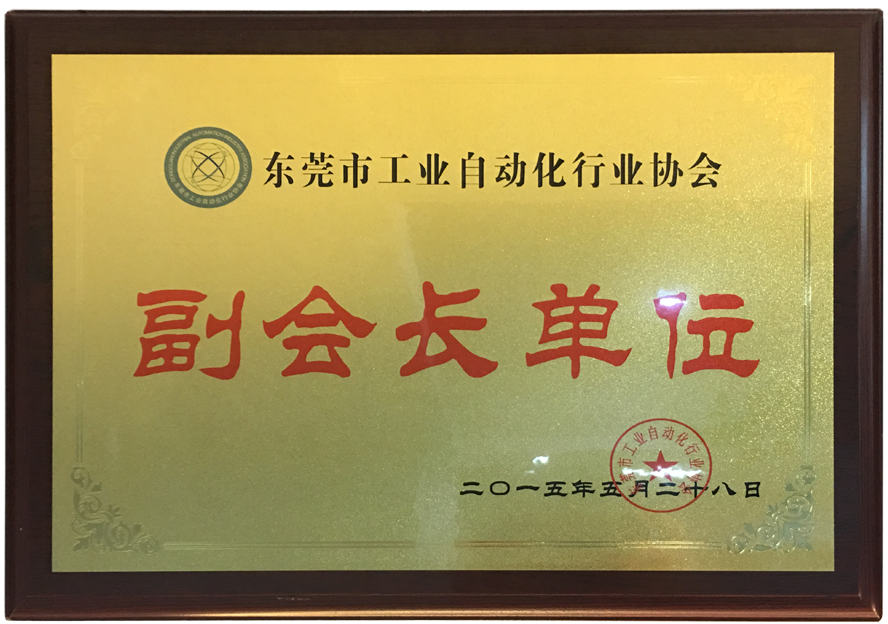 东莞市工业自动化行业协会
副会长单位
二〇一五年五月二十八日